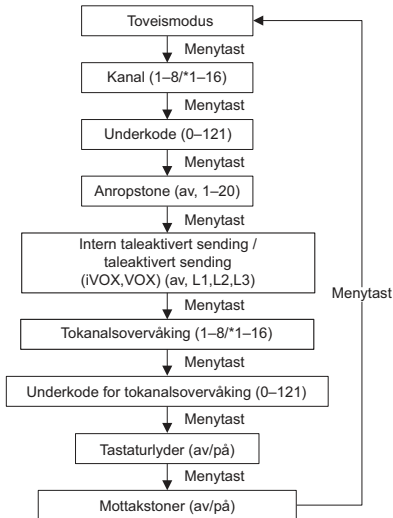 Toveismodus
Menytast
Kanal (1–8/*1–16)
Menytast
Underkode (0–121)
Menytast
Anropstone (av, 1–20)
Menytast
Intern taleaktivert sending /
taleaktivert sending
(iVOX,VOX) (av, L1,L2,L3)
Menytast
Menytast
Tokanalsovervåking (1–8/*1–16)
Menytast
Underkode for tokanalsovervåking (0–121)
Menytast
Tastaturlyder (av/på)
Menytast
Mottakstoner (av/på)